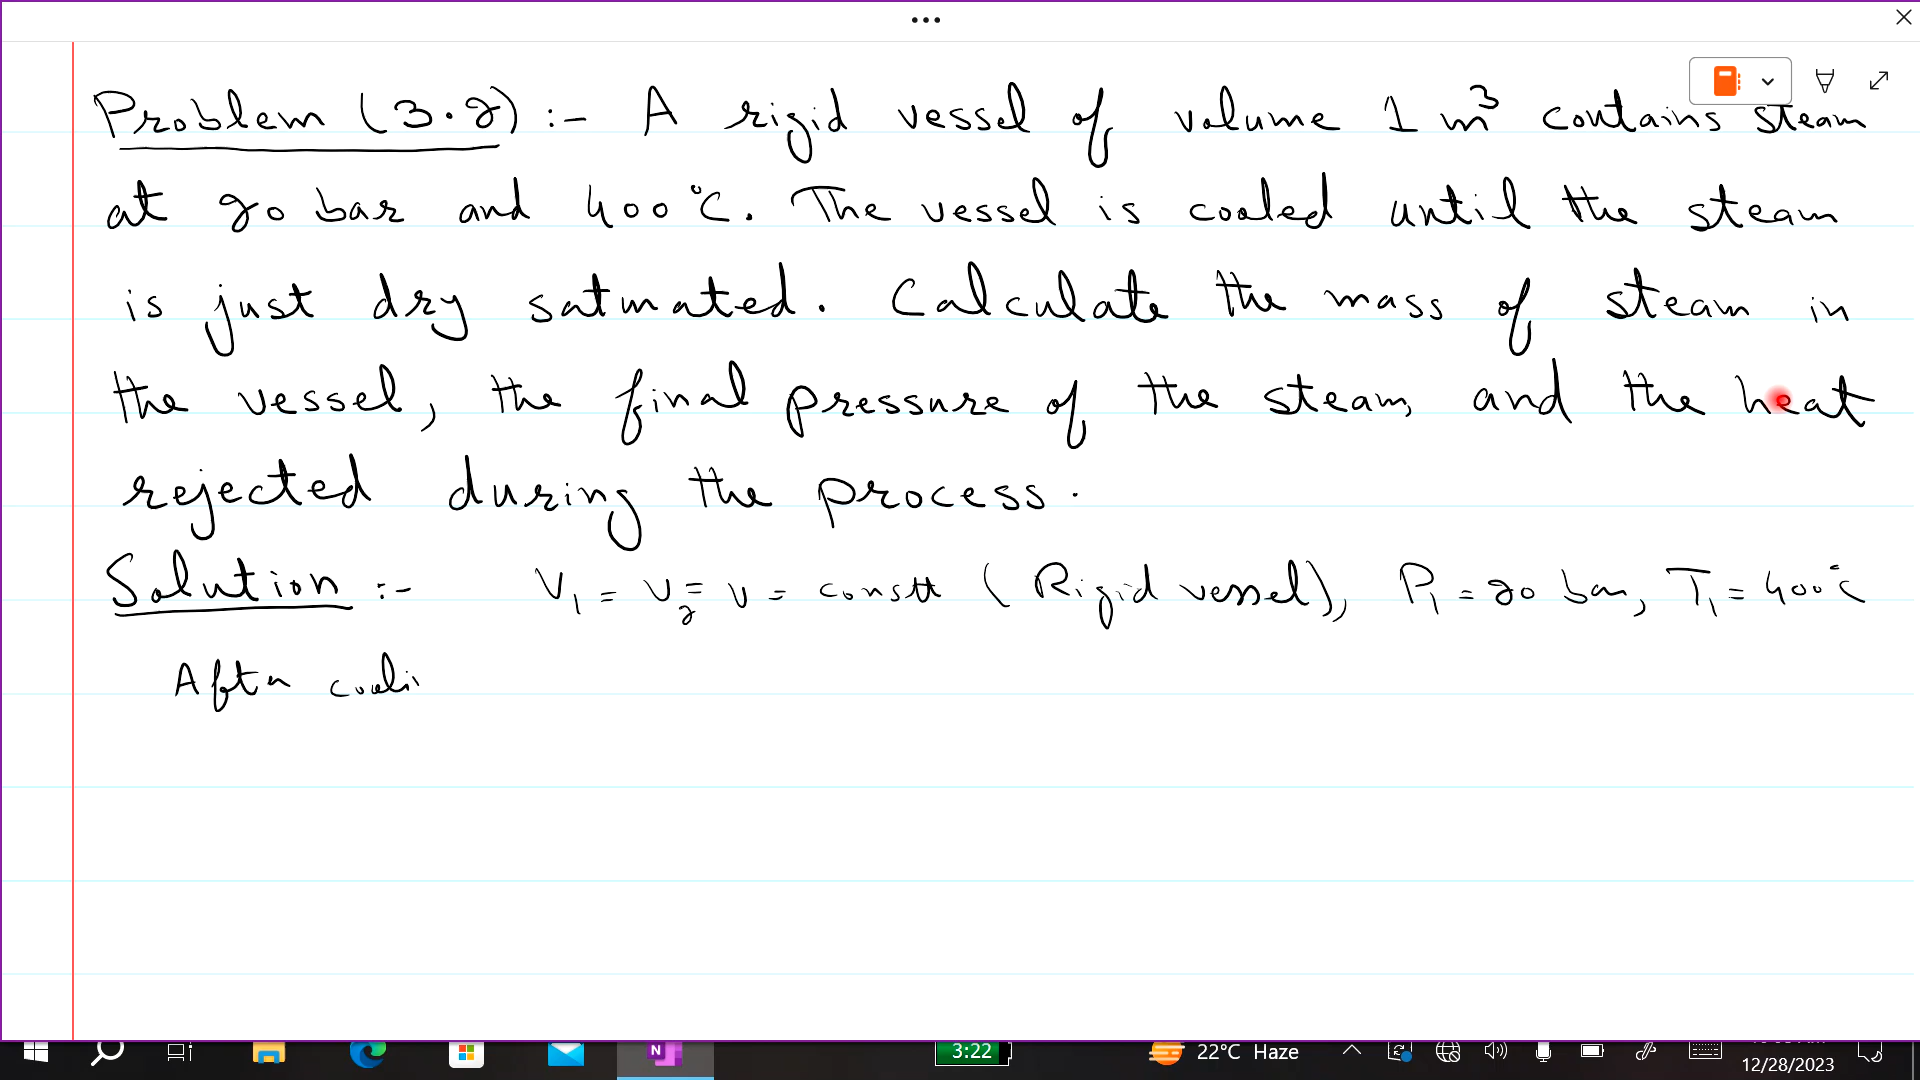 •••
Problem (3.2) :- A rigid vessel of volume 1 m³ contains steam
at 20 bar and 400°C. The vessel is cooled until the steam
is just dry saturated. Calculate the mass of steam in
the vessel, the final pressure of the steam, and the heat
rejected during the process.
Solution :- V₁ = V₂ = V = constt (Rigid vessel), P₁ = 20 bar, T₁ = 400°C
After cooli
N 3:22 22°C Haze
12/28/2023